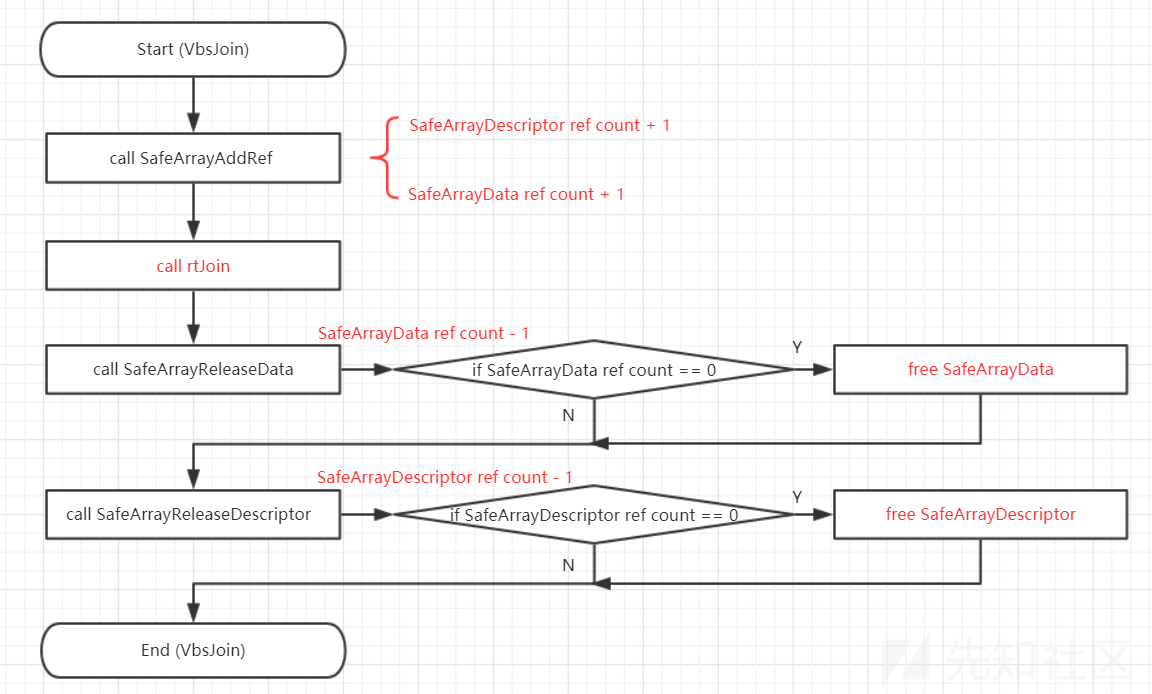 Start (VbsJoin)
SafeArrayDescriptor ref count + 1
call SafeArrayAddRef
SafeArrayData ref count + 1
call rtJoin
SafeArrayData ref count - 1
Y
call SafeArrayReleaseData
if SafeArrayData ref count == 0
free SafeArrayData
N
SafeArrayDescriptor ref count - 1
Y
call SafeArrayReleaseDescriptor
if SafeArrayDescriptor ref count == 0
free SafeArrayDescriptor
N
End (VbsJoin)
先知社区